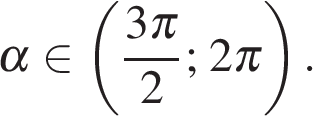 α ∈ (3π/2; 2π).